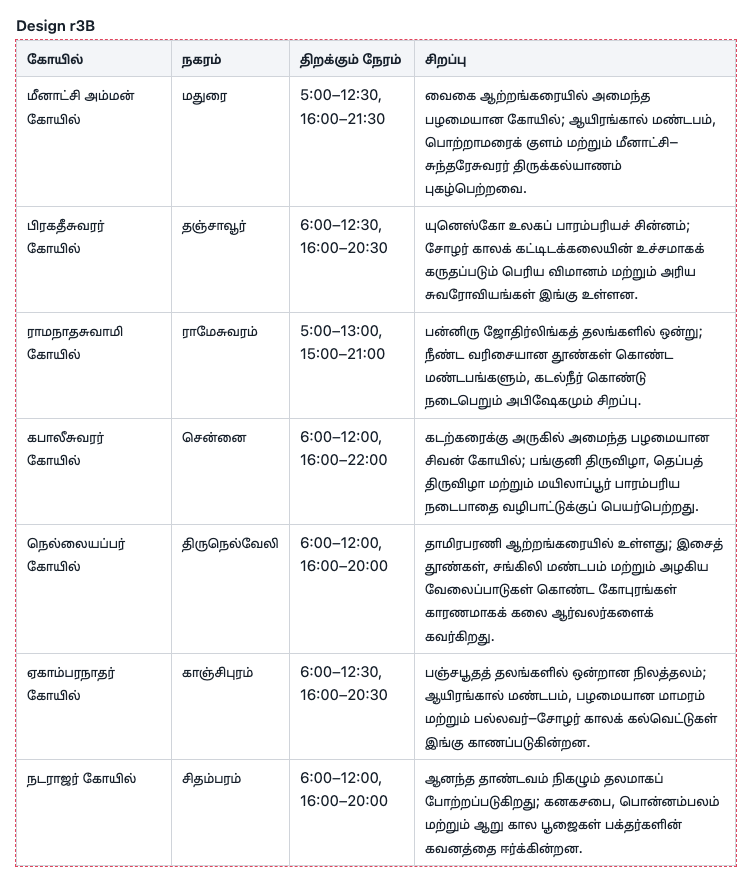 Design r3B
கோயில் நகரம் திறக்கும் நேரம் சிறப்பு
மீனாட்சி அம்மன் மதுரை 5:00–12:30, வைகை ஆற்றங்கரையில் அமைந்த
கோயில் 16:00–21:30 பழமையான கோயில்; ஆயிரங்கால் மண்டபம்,
பொற்றாமரைக் குளம் மற்றும் மீனாட்சி–
சுந்தரேசுவரர் திருக்கல்யாணம்
புகழ்பெற்றவை.
பிரகதீசுவரர் தஞ்சாவூர் 6:00–12:30, யுனெஸ்கோ உலகப் பாரம்பரியச் சின்னம்;
கோயில் 16:00–20:30 சோழர் காலக் கட்டிடக்கலையின் உச்சமாகக்
கருதப்படும் பெரிய விமானம் மற்றும் அரிய
சுவரோவியங்கள் இங்கு உள்ளன.
ராமநாதசுவாமி ராமேசுவரம் 5:00–13:00, பன்னிரு ஜோதிர்லிங்கத் தலங்களில் ஒன்று;
கோயில் 15:00–21:00 நீண்ட வரிசையான தூண்கள் கொண்ட
மண்டபங்களும், கடல்நீர் கொண்டு
நடைபெறும் அபிஷேகமும் சிறப்பு.
கபாலீசுவரர் சென்னை 6:00–12:00, கடற்கரைக்கு அருகில் அமைந்த பழமையான
கோயில் 16:00–22:00 சிவன் கோயில்; பங்குனி திருவிழா, தெப்பத்
திருவிழா மற்றும் மயிலாப்பூர் பாரம்பரிய
நடைபாதை வழிபாட்டுக்குப் பெயர்பெற்றது.
நெல்லையப்பர் திருநெல்வேலி 6:00–12:00, தாமிரபரணி ஆற்றங்கரையில் உள்ளது; இசைத்
கோயில் 16:00–20:00 தூண்கள், சங்கிலி மண்டபம் மற்றும் அழகிய
வேலைப்பாடுகள் கொண்ட கோபுரங்கள்
காரணமாகக் கலை ஆர்வலர்களைக்
கவர்கிறது.
ஏகாம்பரநாதர் காஞ்சிபுரம் 6:00–12:30, பஞ்சபூதத் தலங்களில் ஒன்றான நிலத்தலம்;
கோயில் 16:00–20:30 ஆயிரங்கால் மண்டபம், பழமையான மாமரம்
மற்றும் பல்லவர்–சோழர் காலக் கல்வெட்டுகள்
இங்கு காணப்படுகின்றன.
நடராஜர் கோயில் சிதம்பரம் 6:00–12:00, ஆனந்த தாண்டவம் நிகழும் தலமாகப்
16:00–20:00 போற்றப்படுகிறது; கனகசபை, பொன்னம்பலம்
மற்றும் ஆறு கால பூஜைகள் பக்தர்களின்
கவனத்தை ஈர்க்கின்றன.